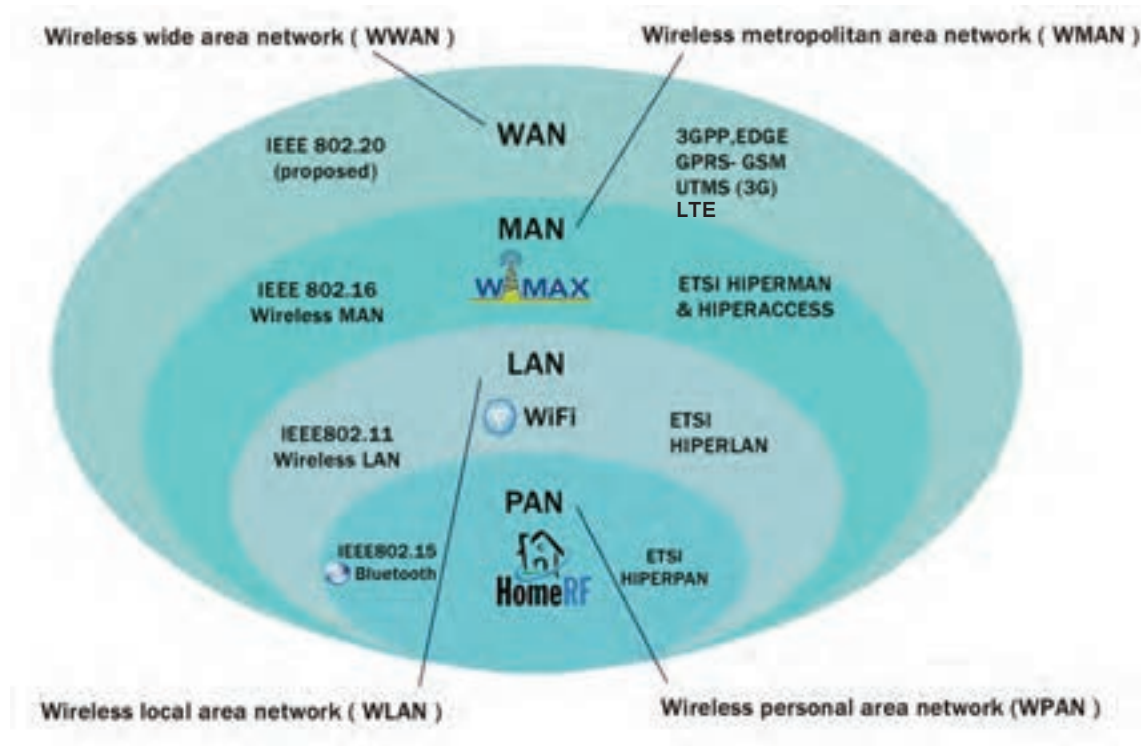 Wireless wide area network ( WWAN )
Wireless metropolitan area network ( WMAN )
WAN
IEEE 802.20
(proposed)
3GPP,EDGE
GPRS- GSM
UTMS (3G)
LTE
MAN
WiMAX
IEEE 802.16
Wireless MAN
ETSI HIPERMAN
& HIPERACCESS
LAN
WiFi
IEEE802.11
Wireless LAN
ETSI
HIPERLAN
PAN
HomeRF
IEEE802.15
Bluetooth
ETSI
HIPERPAN
Wireless local area network ( WLAN )
Wireless personal area network (WPAN )